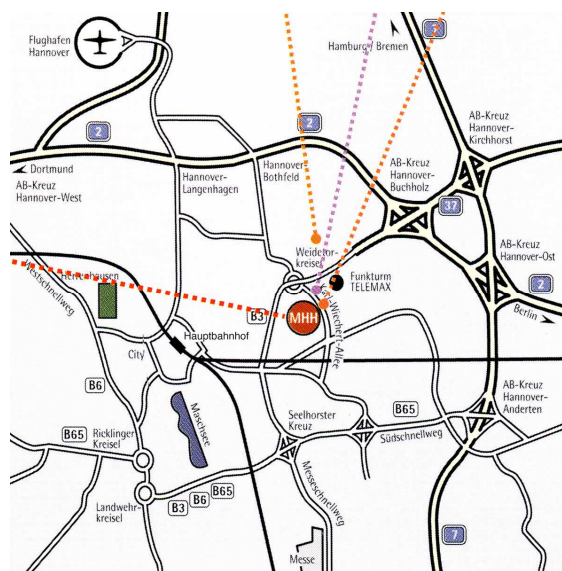 Flughafen
Hannover
Hamburg / Bremen
7
2
2
AB-Kreuz
Hannover-
Kirchhorst
Dortmund
AB-Kreuz
Hannover-West
Hannover-
Langenhagen
Hannover-
Bothfeld
AB-Kreuz
Hannover-
Buchholz
37
Weidetor-
kreisel
AB-Kreuz
Hannover-Ost
2
Berlin
Westschnellweg
Herrenhausen
Funkturm
TELEMAX
Karl-Wiechert-Allee
B3
MHH
Hauptbahnhof
City
B6
AB-Kreuz
Hannover-
Anderten
Maschsee
Seelhorster
Kreuz
B65
Südschnellweg
B65
Ricklinger
Kreisel
Landwehr-
kreisel
B3
B6
B65
Messeschnellweg
Messe
7